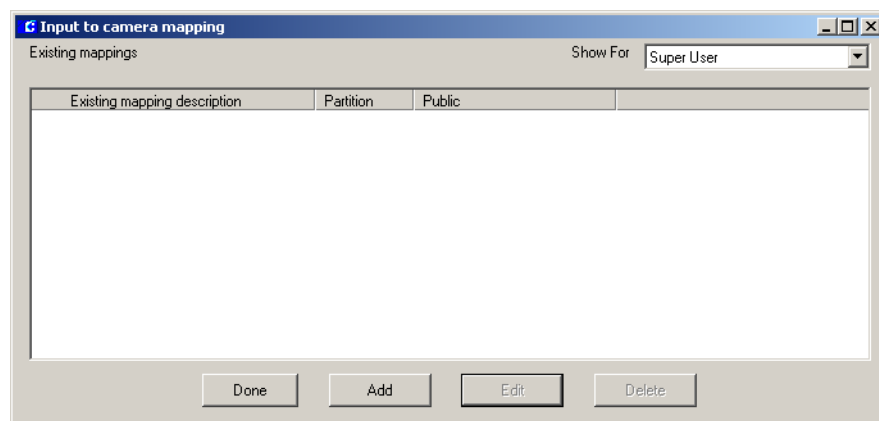 Input to camera mapping
Existing mappings Show For Super User
Existing mapping description Partition Public
Done Add Edit Delete